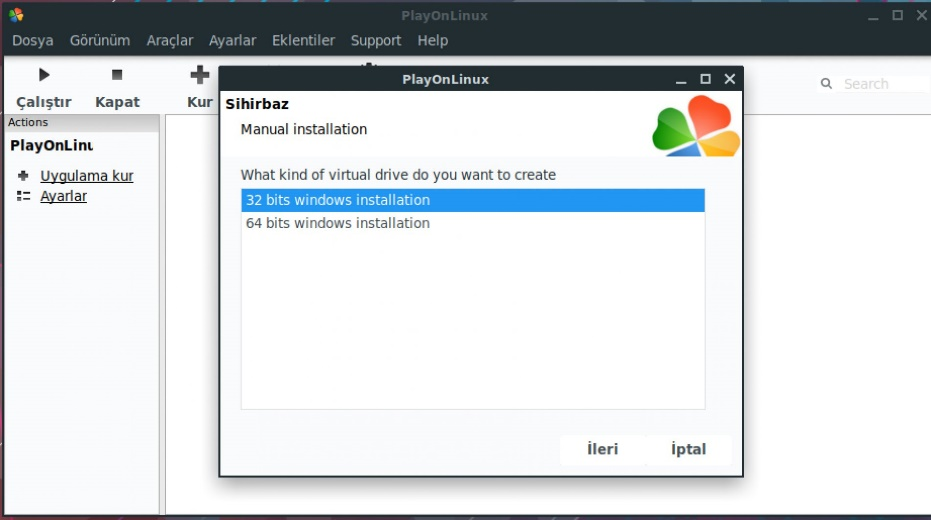 PlayOnLinux
Dosya Görünüm Araçlar Ayarlar Eklentiler Support Help
Çalıştır Kapat Kur
Search
Actions
PlayOnLinu
Uygulama kur
Ayarlar
PlayOnLinux
Sihirbaz
Manual installation
What kind of virtual drive do you want to create
32 bits windows installation
64 bits windows installation
İleri İptal